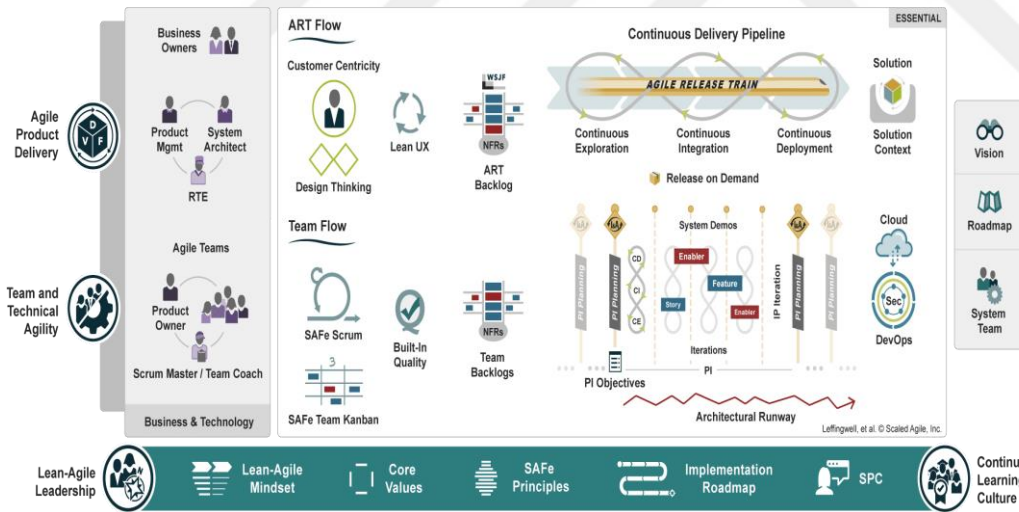 Agile
Product
Delivery
D
V
F
Team and
Technical
Agility
Business
Owners
Product
Mgmt
System
Architect
RTE
Agile Teams
Product
Owner
Scrum Master / Team Coach
Business & Technology
ESSENTIAL
ART Flow
Customer Centricity
Design Thinking
Lean UX
WSJF
NFRs
ART
Backlog
Continuous Delivery Pipeline
AGILE RELEASE TRAIN
Continuous
Exploration
Continuous
Integration
Continuous
Deployment
Release on Demand
Solution
Solution
Context
Team Flow
SAFe Scrum
3
SAFe Team Kanban
Built-In
Quality
NFRs
Team
Backlogs
PI Planning
PI Planning
CD
CI
CE
System Demos
Enabler
Story
Feature
Enabler
Iterations
IP Iteration
PI Planning
PI Planning
PI
PI Objectives
Architectural Runway
Cloud
Sec
DevOps
Leffingwell, et al. © Scaled Agile, Inc.
Vision
Roadmap
System
Team
Lean-Agile
Leadership
Lean-Agile
Mindset
Core
Values
SAFe
Principles
Implementation
Roadmap
SPC
Continu
Learning
Culture